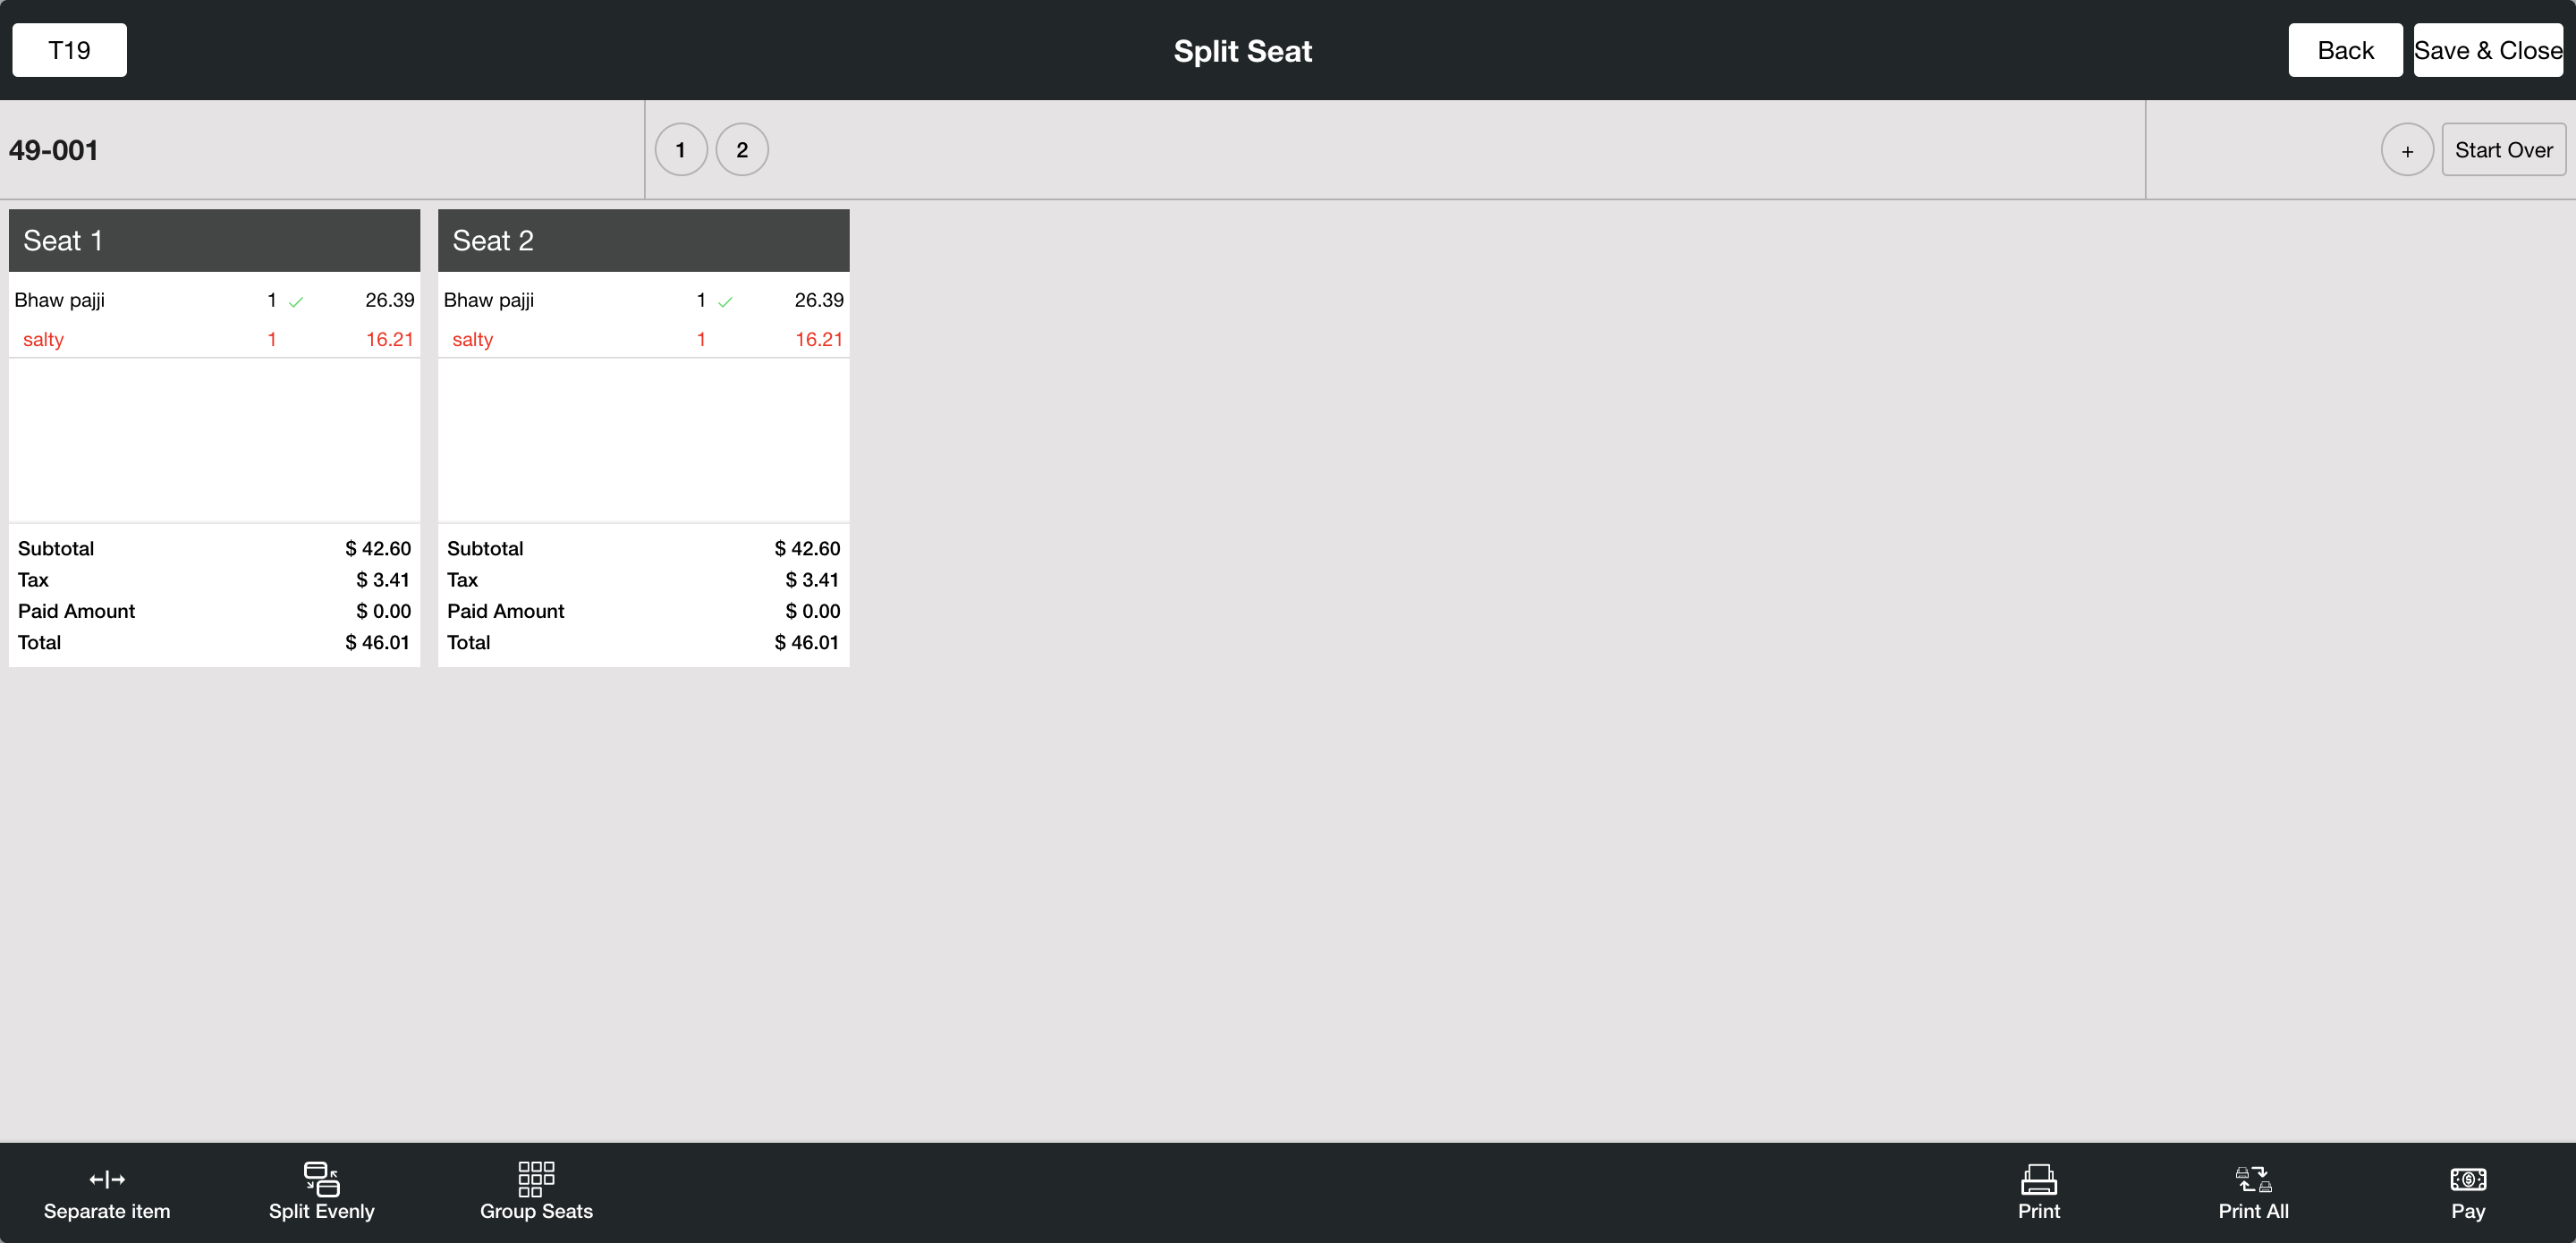 T19 Split Seat Back Save & Close
49-001 1 2 + Start Over
Seat 1
Bhaw pajji 1 26.39
salty 1 16.21
Subtotal $ 42.60
Tax $ 3.41
Paid Amount $ 0.00
Total $ 46.01
Seat 2
Bhaw pajji 1 26.39
salty 1 16.21
Subtotal $ 42.60
Tax $ 3.41
Paid Amount $ 0.00
Total $ 46.01
Separate item Split Evenly Group Seats Print Print All Pay